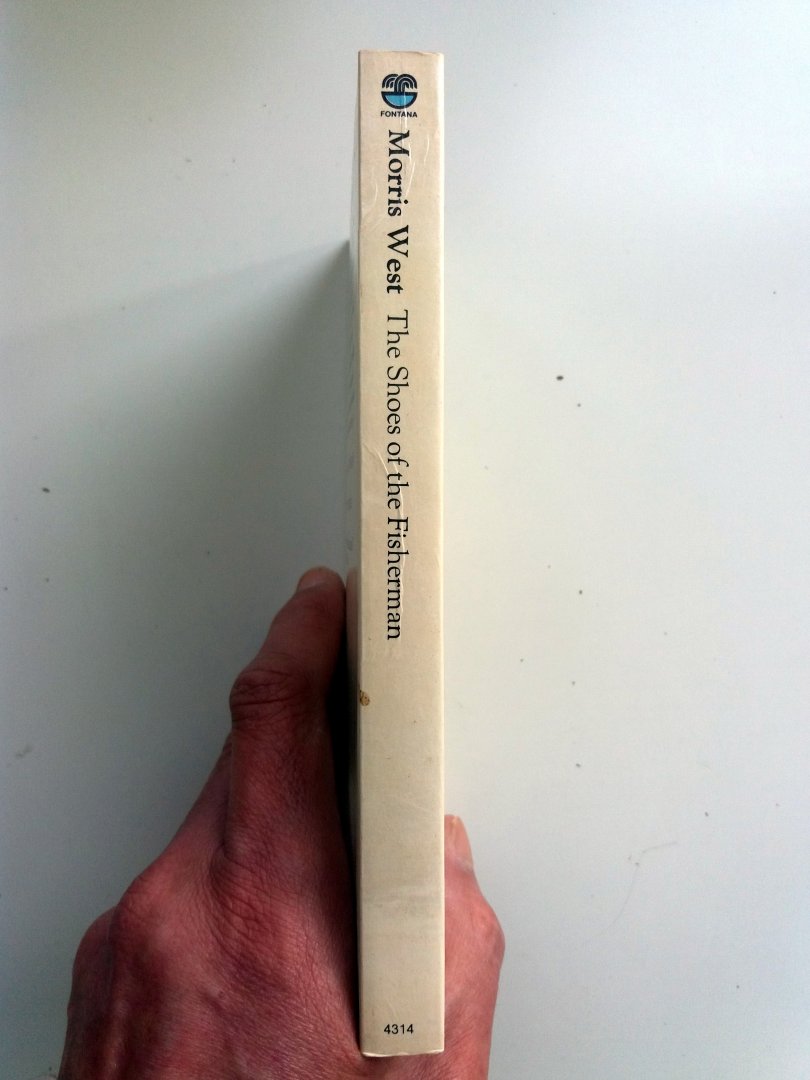 FONTANA
Morris West The Shoes of the Fisherman
4314